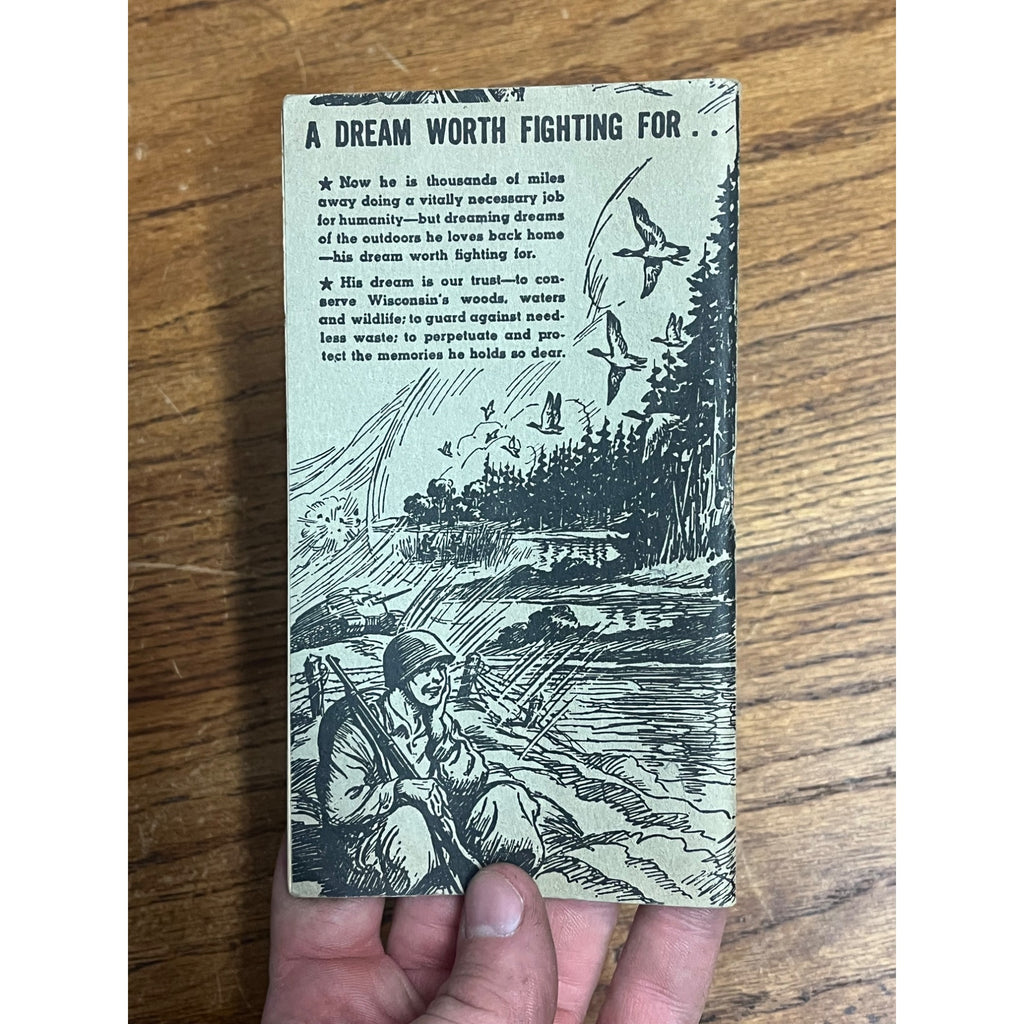 A DREAM WORTH FIGHTING FOR . .
★ Now he is thousands of miles
away doing a vitally necessary job
for humanity—but dreaming dreams
of the outdoors he loves back home
—his dream worth fighting for.
★ His dream is our trust—to con-
serve Wisconsin's woods, waters
and wildlife; to guard against need-
less waste; to perpetuate and pro-
tect the memories he holds so dear.